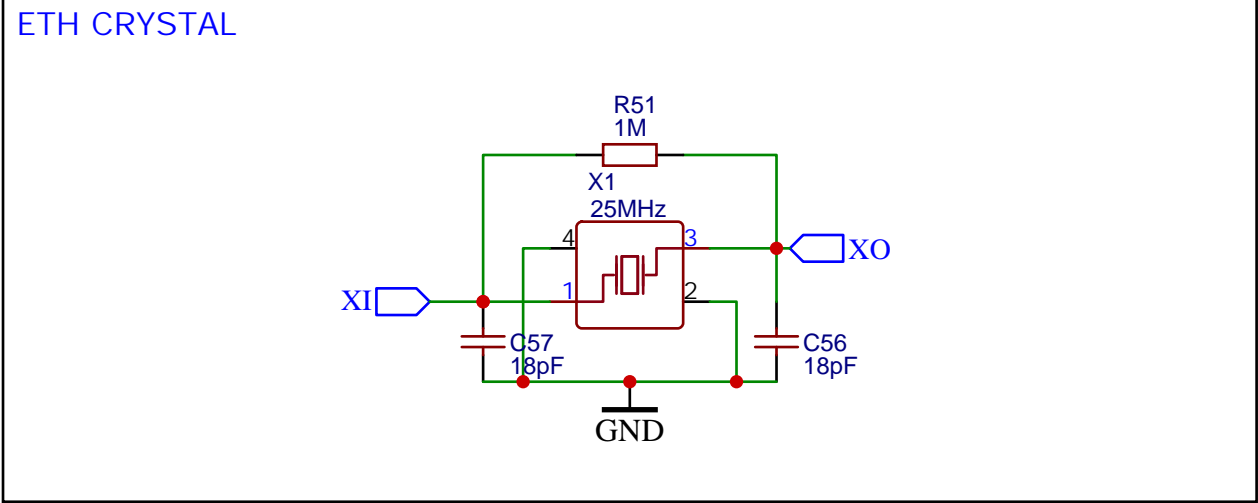 ETH CRYSTAL
R51
1M
X1
25MHz
4
3
XO
XI
1
2
C57
18pF
C56
18pF
GND